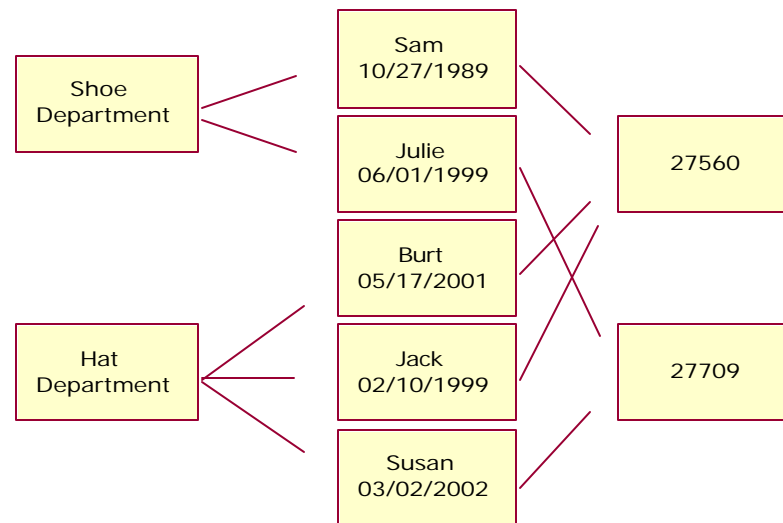 Shoe
Department
Hat
Department
Sam
10/27/1989
Julie
06/01/1999
Burt
05/17/2001
Jack
02/10/1999
Susan
03/02/2002
27560
27709